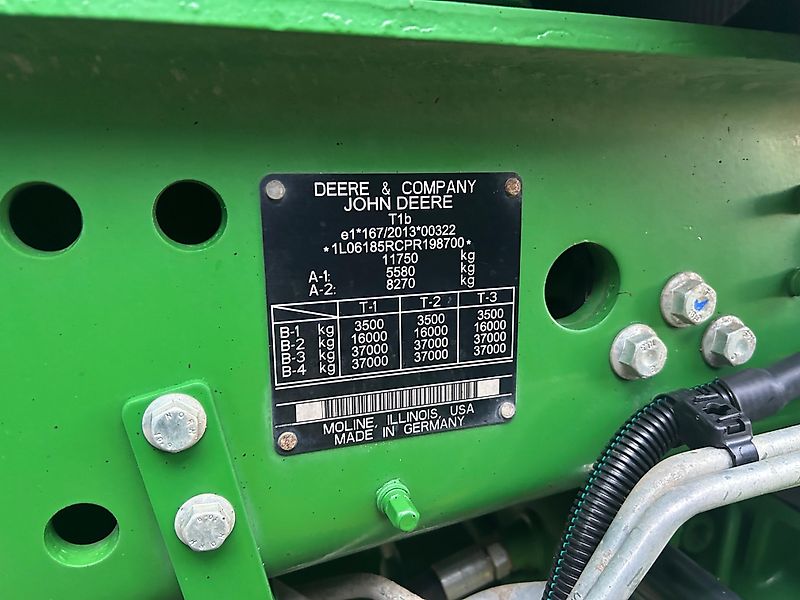 DEERE & COMPANY
JOHN DEERE
T1b
e1*167/2013*00322
*1L06185RCPR198700*
11750 kg
A-1: 5580 kg
A-2: 8270 kg
T-1 T-2 T-3
B-1 kg 3500 3500 3500
B-2 kg 16000 16000 16000
B-3 kg 37000 37000 37000
B-4 kg 37000 37000 37000
MOLINE, ILLINOIS, USA
MADE IN GERMANY